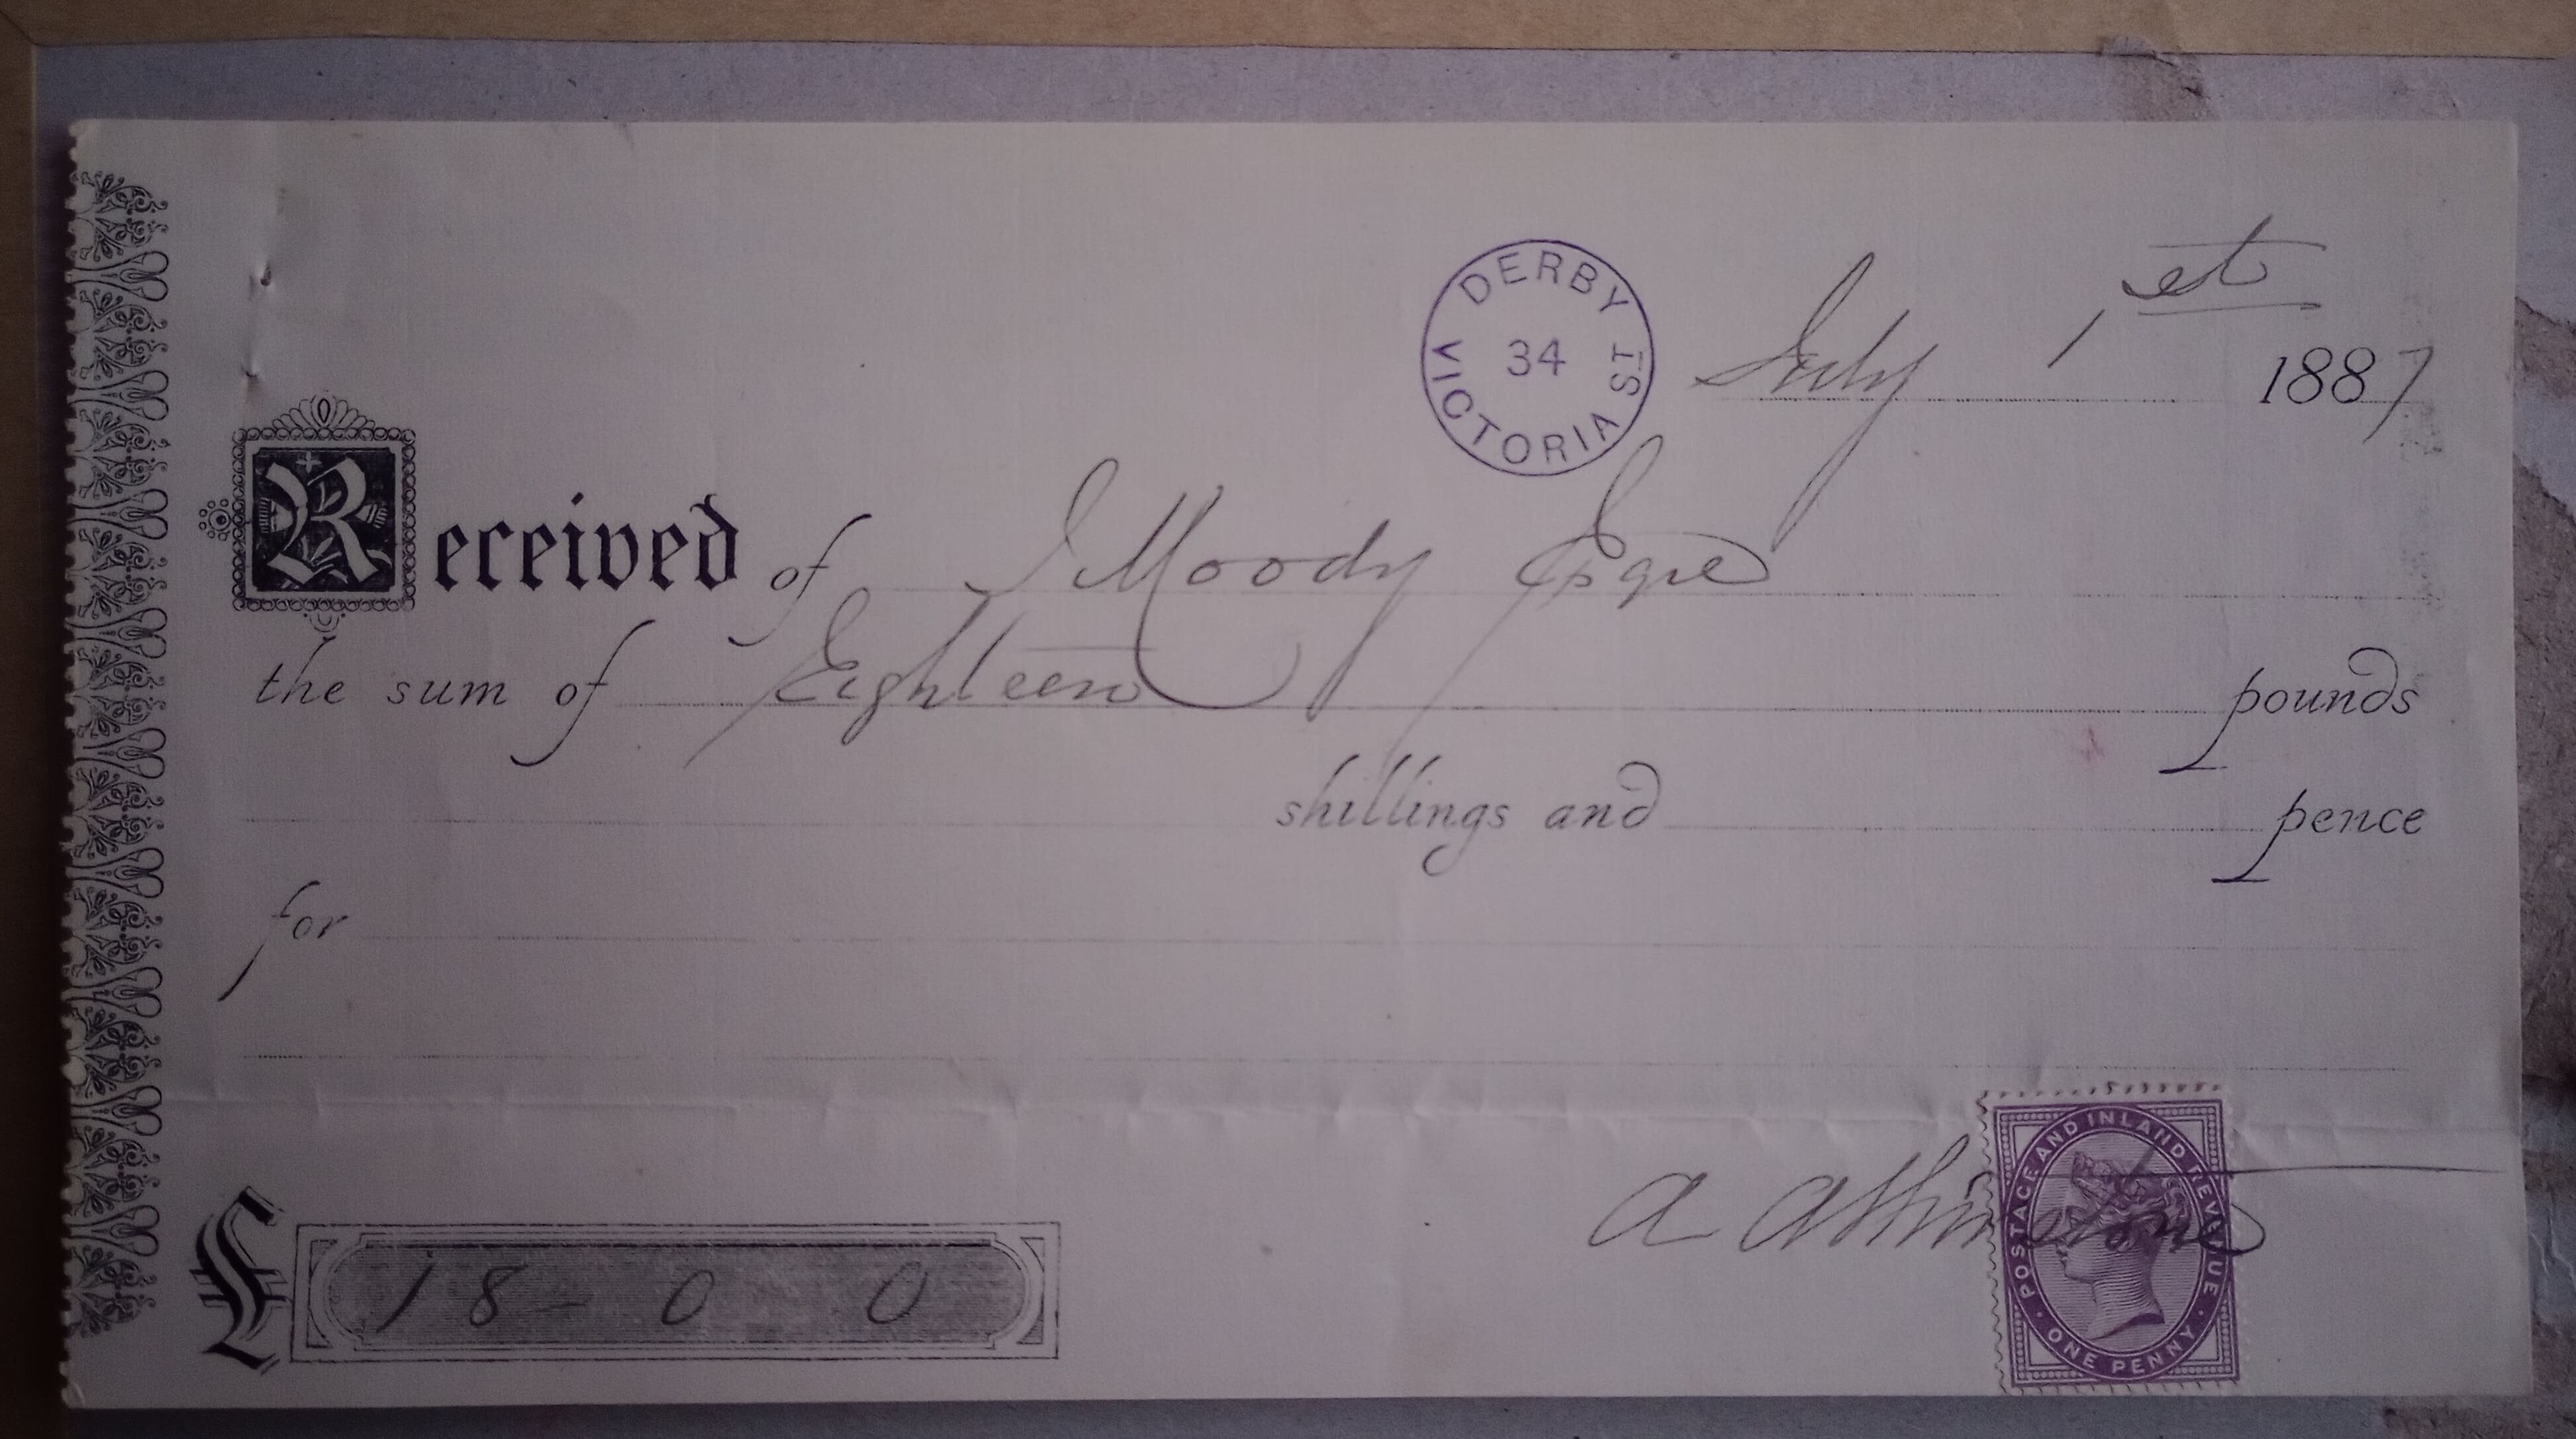 DERBY
34
VICTORIA ST
July 1st 1887
Received of J Moody Esqre
the sum of Eighteen pounds
shillings and pence
for
£ 18 - 0 0
A
POSTAGE AND INLAND REVENUE
ONE PENNY